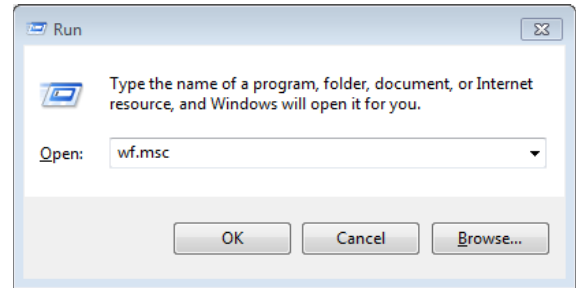 Run
Type the name of a program, folder, document, or Internet
resource, and Windows will open it for you.
Open: wf.msc
OK Cancel Browse...